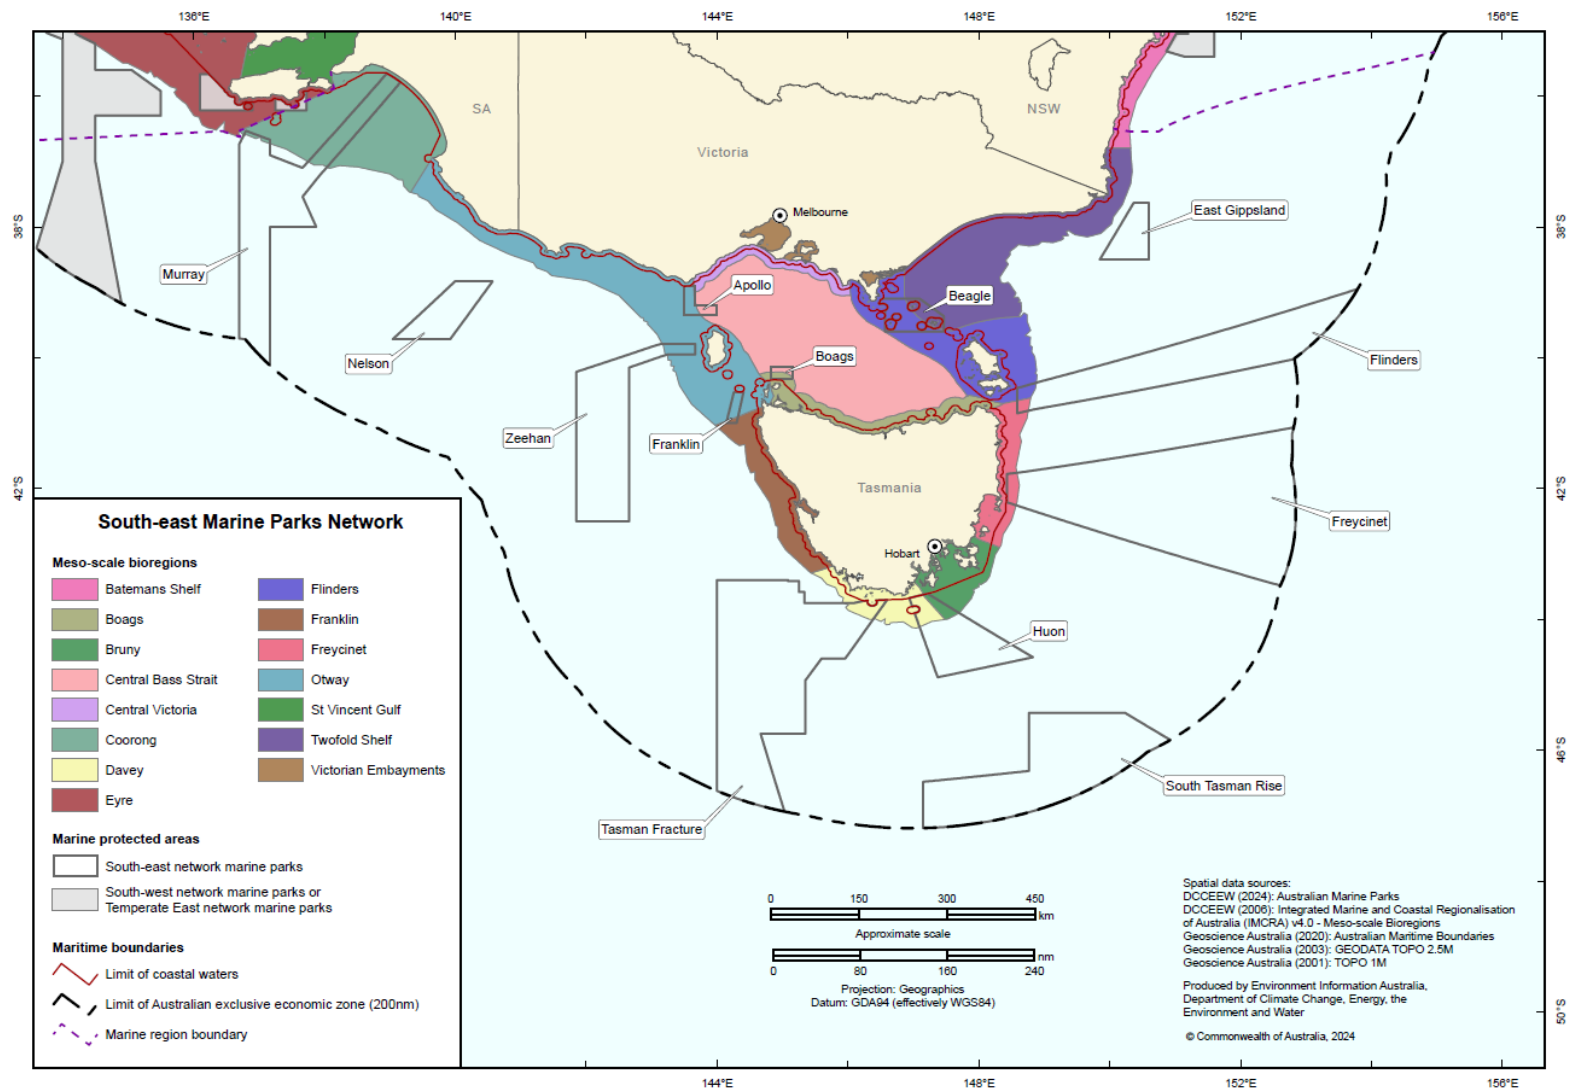 136°E
140°E
144°E
148°E
152°E
156°E
SA
NSW
Victoria
Melbourne
East Gippsland
38°S
38°S
Murray
Apollo
Beagle
Nelson
Boags
Flinders
Zeehan
Franklin
42°S
42°S
Tasmania
Freycinet
Hobart
Huon
46°S
South Tasman Rise
Tasman Fracture
South-east Marine Parks Network
Meso-scale bioregions
Batemans Shelf
Boags
Bruny
Central Bass Strait
Central Victoria
Coorong
Davey
Eyre
Flinders
Franklin
Freycinet
Otway
St Vincent Gulf
Twofold Shelf
Victorian Embayments
Marine protected areas
South-east network marine parks
South-west network marine parks or
Temperate East network marine parks
Maritime boundaries
Limit of coastal waters
Limit of Australian exclusive economic zone (200nm)
Marine region boundary
0 150 300 450
km
Approximate scale
nm
0 80 160 240
Projection: Geographics
Datum: GDA94 (effectively WGS84)
Spatial data sources:
DCCEEW (2024): Australian Marine Parks
DCCEEW (2006): Integrated Marine and Coastal Regionalisation
of Australia (IMCRA) v4.0 - Meso-scale Bioregions
Geoscience Australia (2020): Australian Maritime Boundaries
Geoscience Australia (2003): GEODATA TOPO 2.5M
Geoscience Australia (2001): TOPO 1M
Produced by Environment Information Australia,
Department of Climate Change, Energy, the
Environment and Water
© Commonwealth of Australia, 2024
50°S
144°E
148°E
152°E
156°E